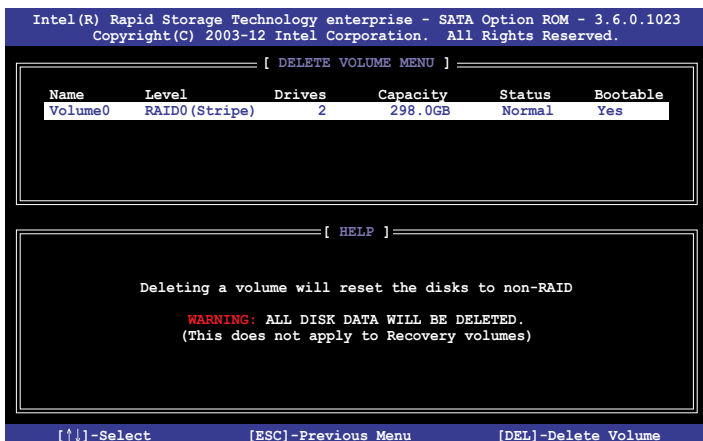 Intel(R) Rapid Storage Technology enterprise - SATA Option ROM - 3.6.0.1023
Copyright(C) 2003-12 Intel Corporation. All Rights Reserved.
[ DELETE VOLUME MENU ]
Name Level Drives Capacity Status Bootable
Volume0 RAID0(Stripe) 2 298.0GB Normal Yes
[ HELP ]
Deleting a volume will reset the disks to non-RAID
WARNING: ALL DISK DATA WILL BE DELETED.
(This does not apply to Recovery volumes)
[↑↓]-Select [ESC]-Previous Menu [DEL]-Delete Volume